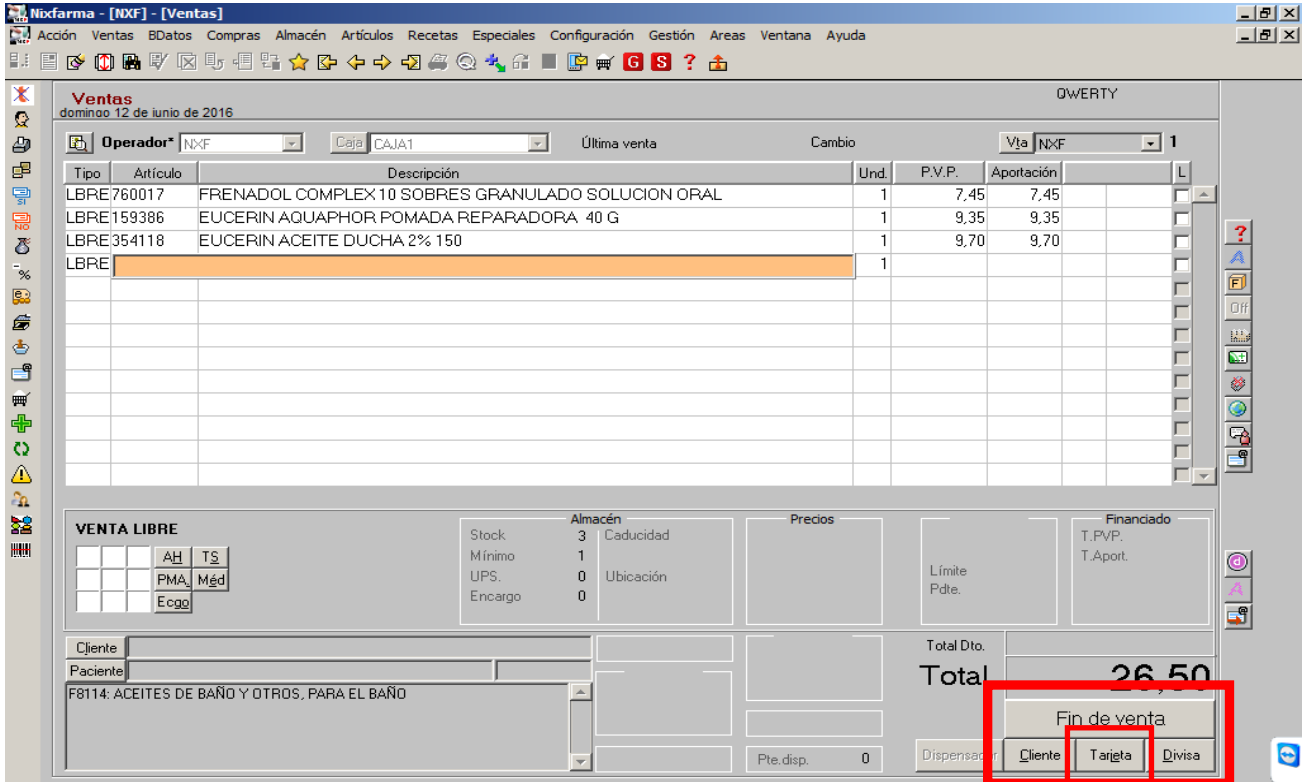 Nixfarma - [NXF] - [Ventas]
Acción Ventas BDatos Compras Almacén Artículos Recetas Especiales Configuración Gestión Areas Ventana Ayuda
G S ?
Ventas QWERTY
domingo 12 de junio de 2016
Operador* NXF Caja CAJA1 Última venta Cambio Vta NXF 1
Tipo Artículo Descripción Und. P.V.P. Aportación L
LBRE 760017 FRENADOL COMPLEX 10 SOBRES GRANULADO SOLUCION ORAL 1 7,45 7,45
LBRE 159386 EUCERIN AQUAPHOR POMADA REPARADORA 40 G 1 9,35 9,35
LBRE 354118 EUCERIN ACEITE DUCHA 2% 150 1 9,70 9,70
LBRE 1
SI
NO
-%
?
A
F
Off
VENTA LIBRE
AH TS
PMA Méd
Ecgo
Almacén
Stock 3 Caducidad
Mínimo 1
UPS. 0 Ubicación
Encargo 0
Precios
Límite
Pdte.
Financiado
T.PVP.
T.Aport.
d
A
Cliente
Paciente
F8114: ACEITES DE BAÑO Y OTROS, PARA EL BAÑO
Pte.disp. 0
Total Dto.
Total 26,50
Fin de venta
Dispensador Cliente Tarjeta Divisa